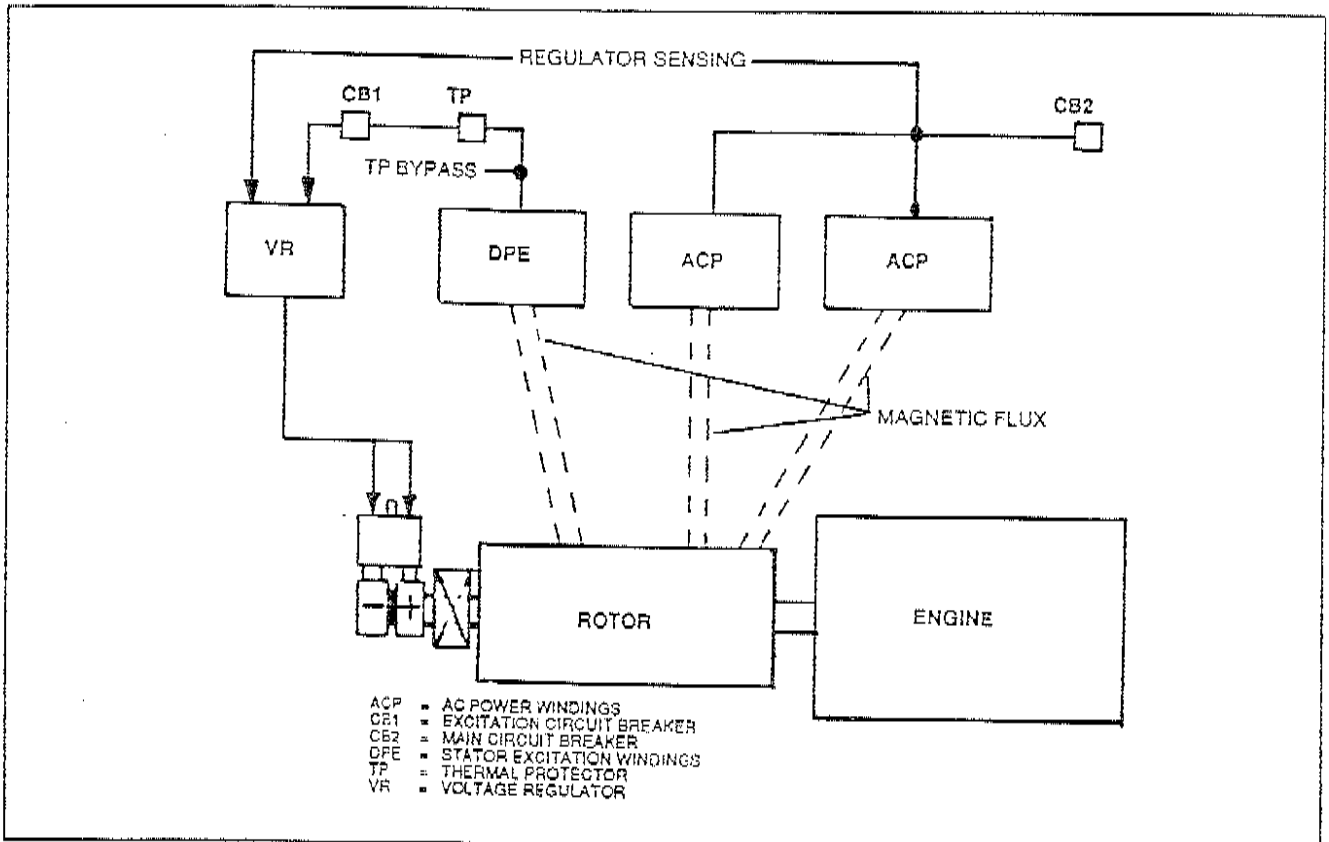 REGULATOR SENSING
CB1
TP
CB2
TP BYPASS
VR
DPE
ACP
ACP
MAGNETIC FLUX
ROTOR
ENGINE
ACP = AC POWER WINDINGS
CB1 = EXCITATION CIRCUIT BREAKER
CB2 = MAIN CIRCUIT BREAKER
DPE = STATOR EXCITATION WINDINGS
TP = THERMAL PROTECTOR
VR = VOLTAGE REGULATOR